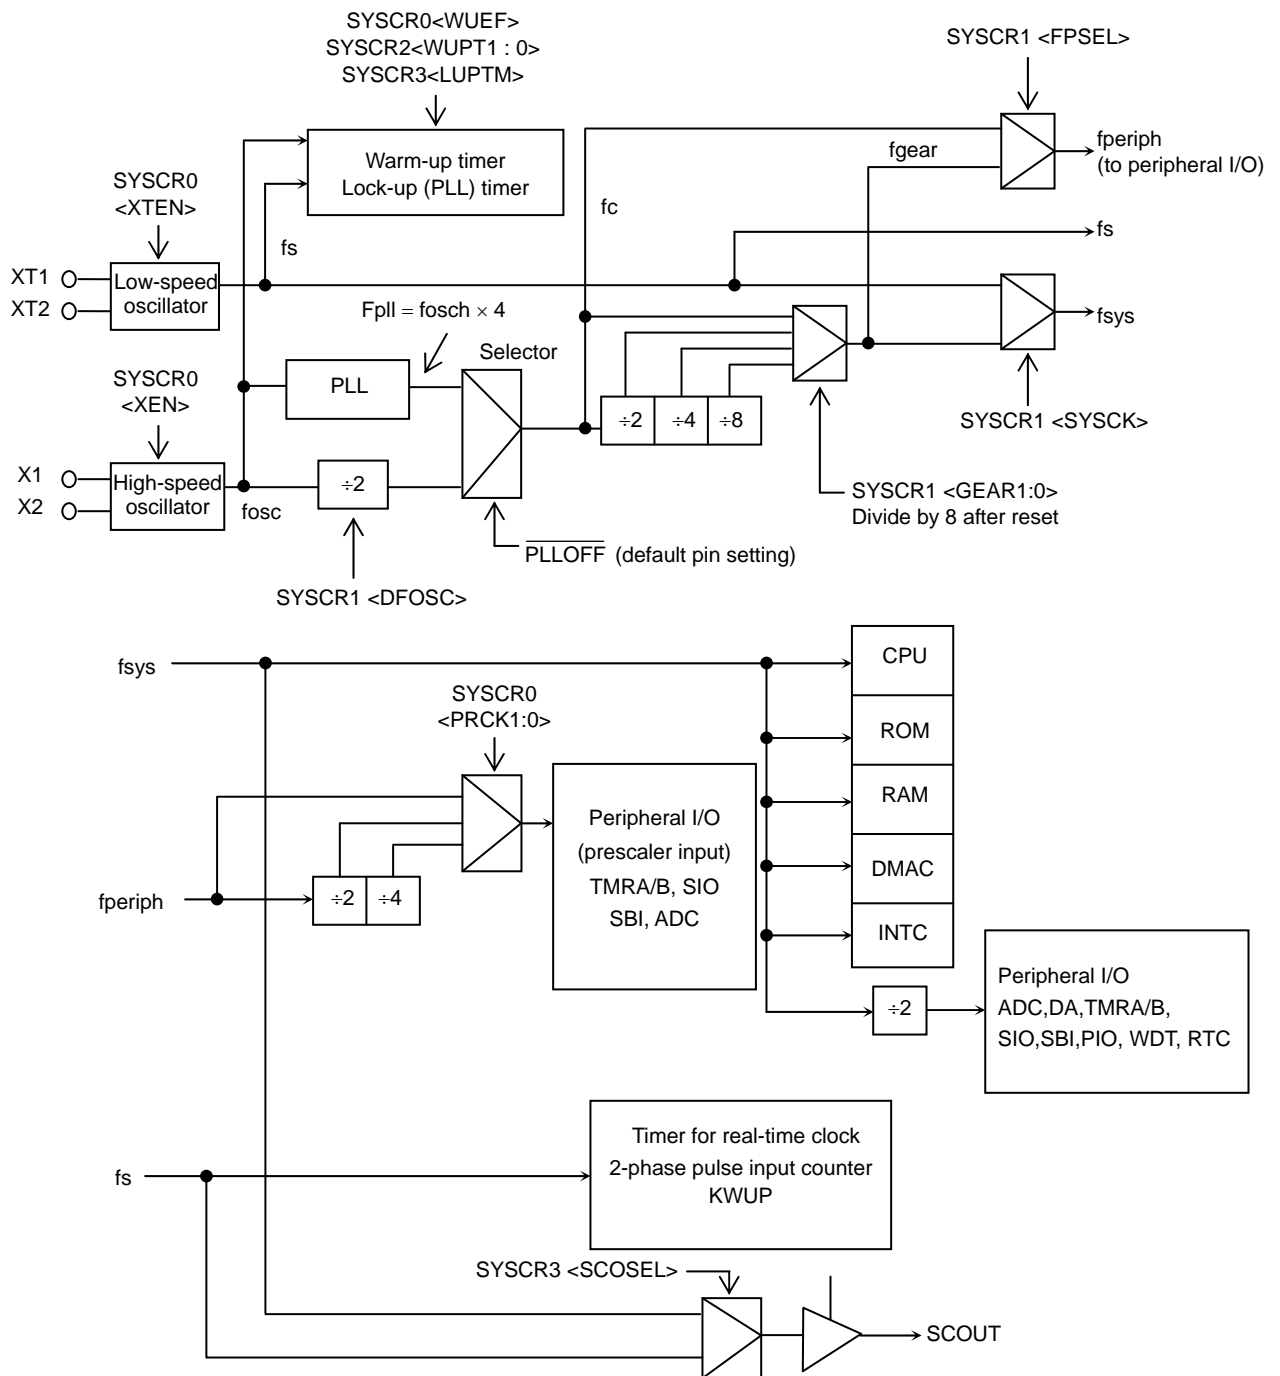 SYSCR0<WUEF>
SYSCR2<WUPT1 : 0>
SYSCR3<LUPTM>
SYSCR1 <FPSEL>
Warm-up timer
Lock-up (PLL) timer
fgear
fperiph
(to peripheral I/O)
SYSCR0
<XTEN>
fc
fs
fs
XT1
XT2
Low-speed
oscillator
Fpll = fosch × 4
fsys
Selector
SYSCR0
<XEN>
PLL
÷2
÷4
÷8
SYSCR1 <SYSCK>
X1
X2
High-speed
oscillator
fosc
÷2
SYSCR1 <GEAR1:0>
Divide by 8 after reset
PLLOFF (default pin setting)
SYSCR1 <DFOSC>
fsys
CPU
SYSCR0
<PRCK1:0>
ROM
RAM
Peripheral I/O
(prescaler input)
TMRA/B, SIO
SBI, ADC
DMAC
fperiph
÷2
÷4
INTC
÷2
Peripheral I/O
ADC,DA,TMRA/B,
SIO,SBI,PIO, WDT, RTC
Timer for real-time clock
2-phase pulse input counter
KWUP
fs
SYSCR3 <SCOSEL>
SCOUT